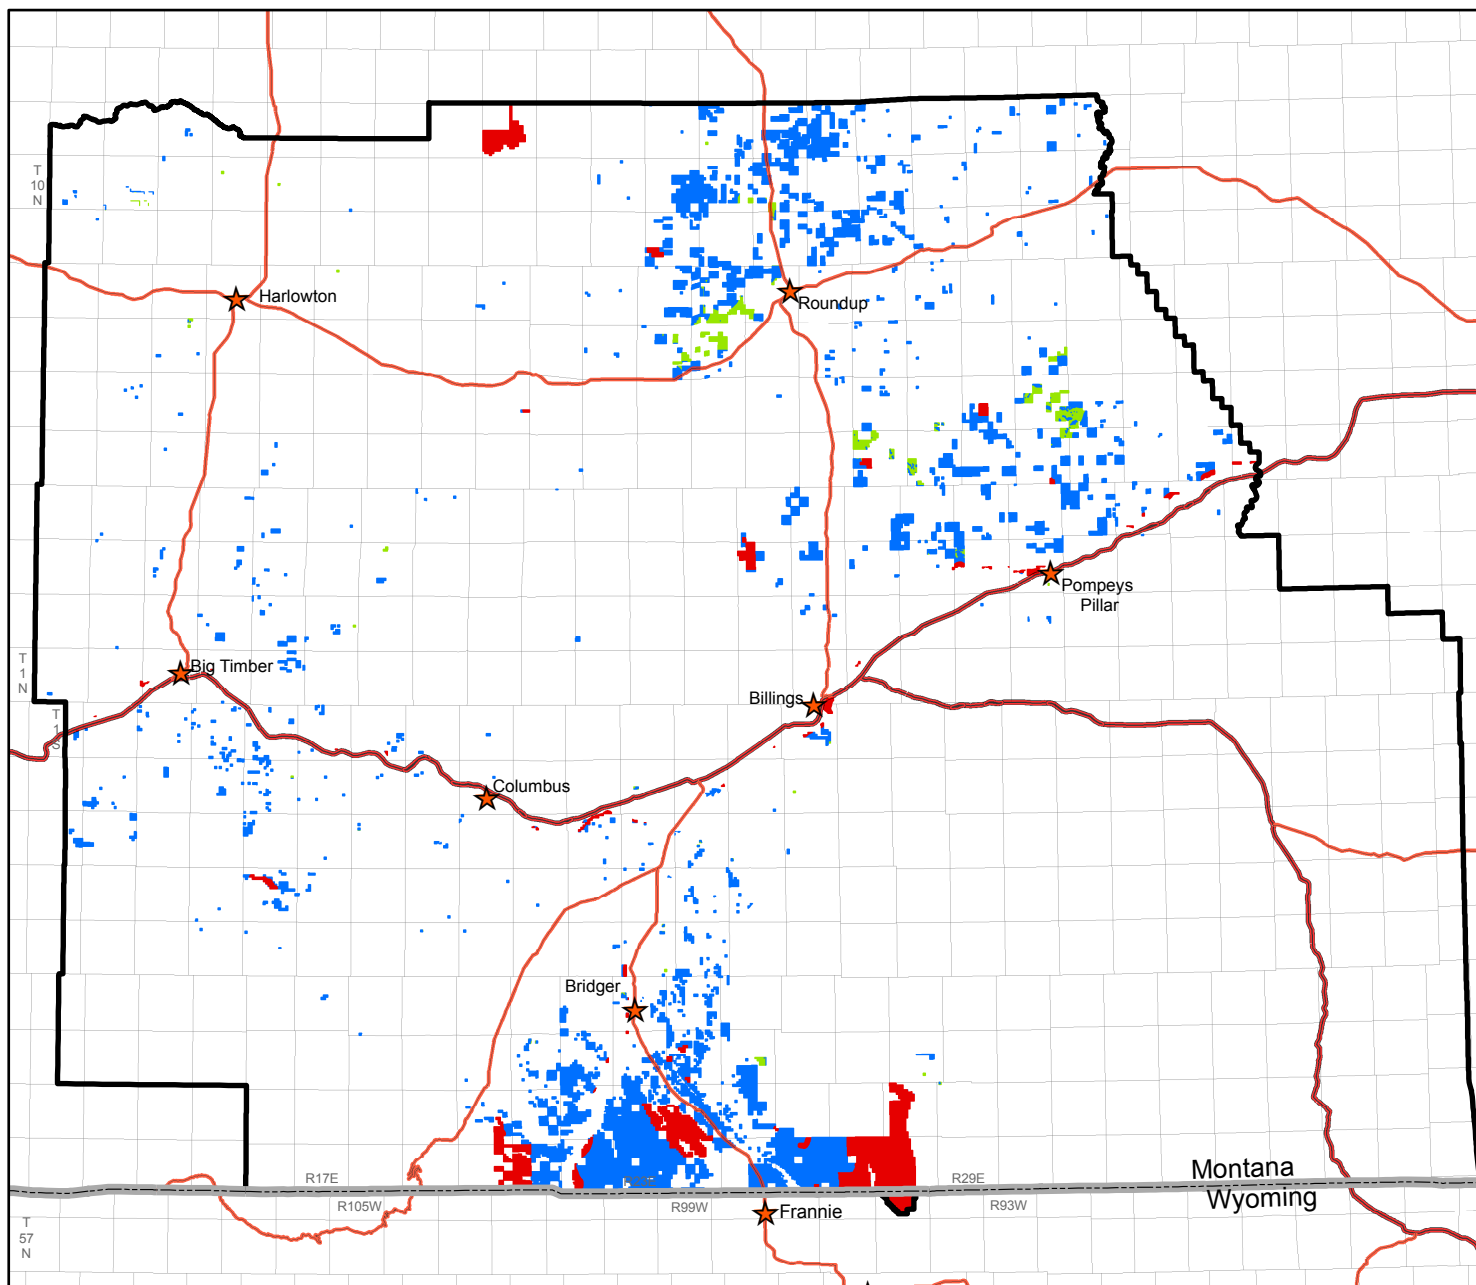 T
10
N
Harlowton
Roundup
Pompeys
Pillar
T
1
N
Big Timber
Billings
T
1
S
Columbus
Bridger
R17E
R29E
Montana
Wyoming
R105W
R99W
R93W
Frannie
T
57
N